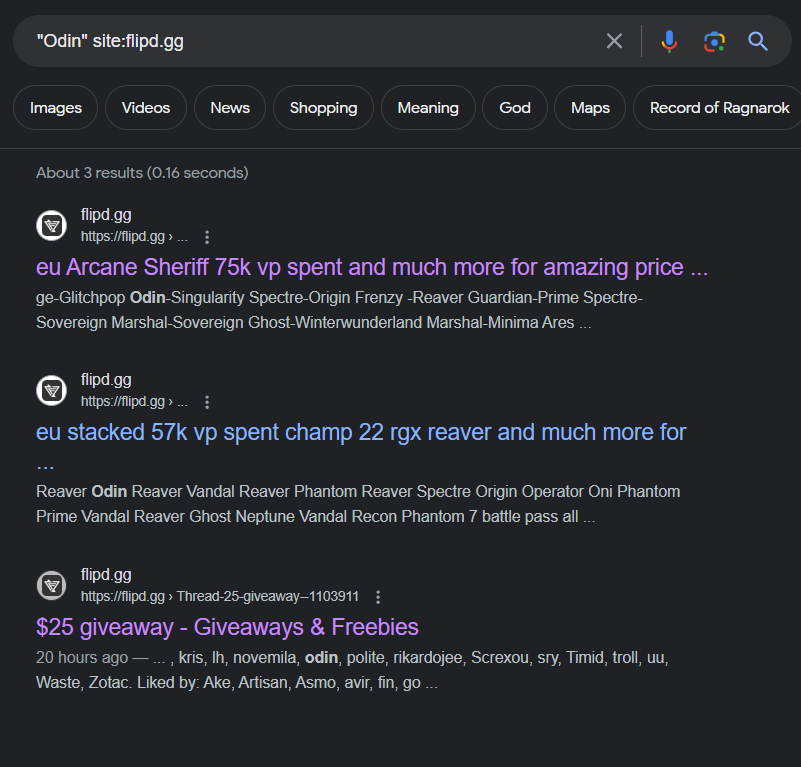 "Odin" site:flipd.gg
Images Videos News Shopping Meaning God Maps Record of Ragnarok
About 3 results (0.16 seconds)
flipd.gg
https://flipd.gg › ...
eu Arcane Sheriff 75k vp spent and much more for amazing price ...
ge-Glitchpop Odin-Singularity Spectre-Origin Frenzy -Reaver Guardian-Prime Spectre-
Sovereign Marshal-Sovereign Ghost-Winterwunderland Marshal-Minima Ares ...
flipd.gg
https://flipd.gg › ...
eu stacked 57k vp spent champ 22 rgx reaver and much more for
...
Reaver Odin Reaver Vandal Reaver Phantom Reaver Spectre Origin Operator Oni Phantom
Prime Vandal Reaver Ghost Neptune Vandal Recon Phantom 7 battle pass all ...
flipd.gg
https://flipd.gg › Thread-25-giveaway--1103911
$25 giveaway - Giveaways & Freebies
20 hours ago — ... , kris, lh, novemila, odin, polite, rikardojee, Screxou, sry, Timid, troll, uu,
Waste, Zotac. Liked by: Ake, Artisan, Asmo, avir, fin, go ...